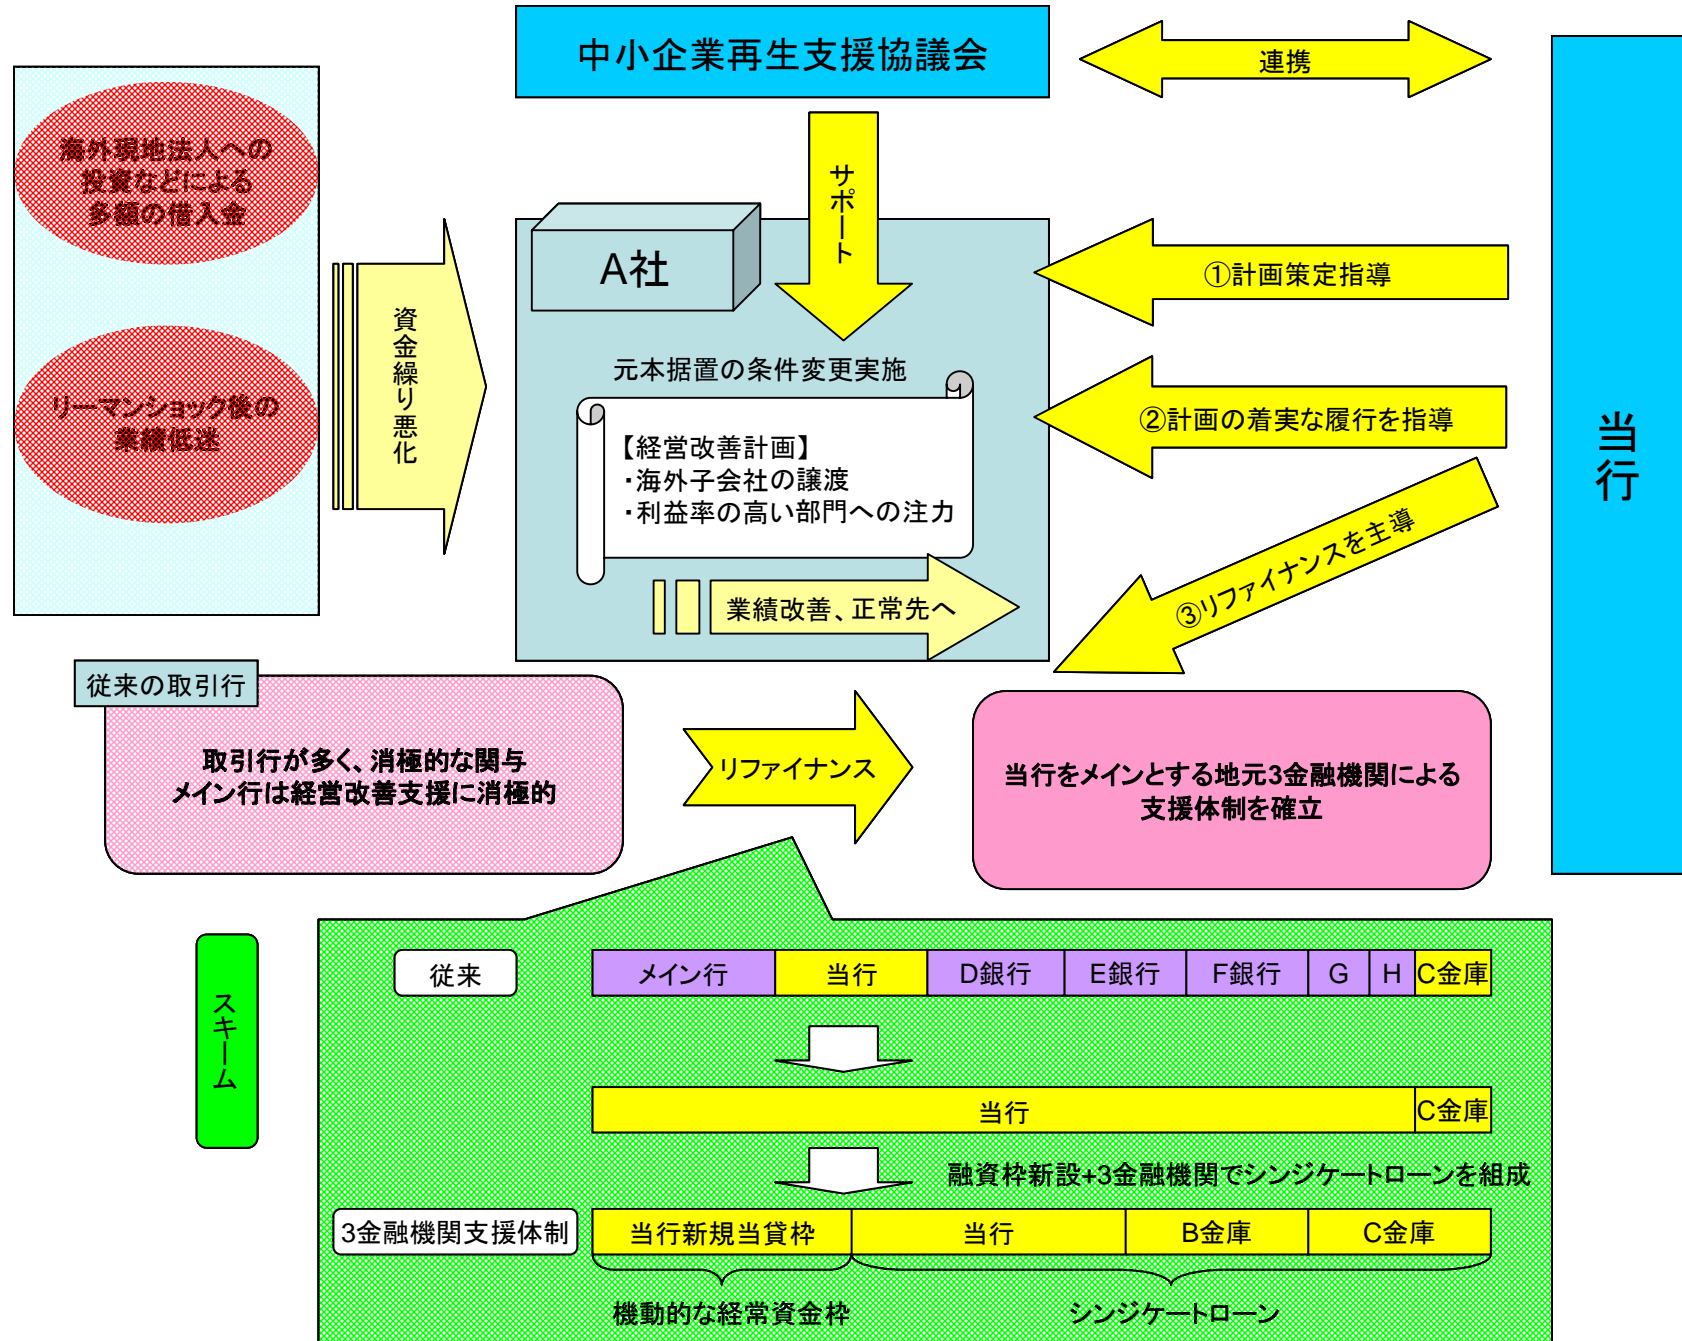 中小企業再生支援協議会
連携
海外現地法人への
投資などによる
多額の借入金
リーマンショック後の
業績低迷
資金繰り悪化
サポート
A社
元本据置の条件変更実施
【経営改善計画】
・海外子会社の譲渡
・利益率の高い部門への注力
業績改善、正常先へ
①計画策定指導
②計画の着実な履行を指導
③リファイナンスを主導
当行
従来の取引行
取引行が多く、消極的な関与
メイン行は経営改善支援に消極的
リファイナンス
当行をメインとする地元3金融機関による
支援体制を確立
スキーム
従来
メイン行 当行 D銀行 E銀行 F銀行 G H C金庫
当行 C金庫
融資枠新設+3金融機関でシンジケートローンを組成
3金融機関支援体制
当行新規当貸枠 当行 B金庫 C金庫
機動的な経常資金枠 シンジケートローン